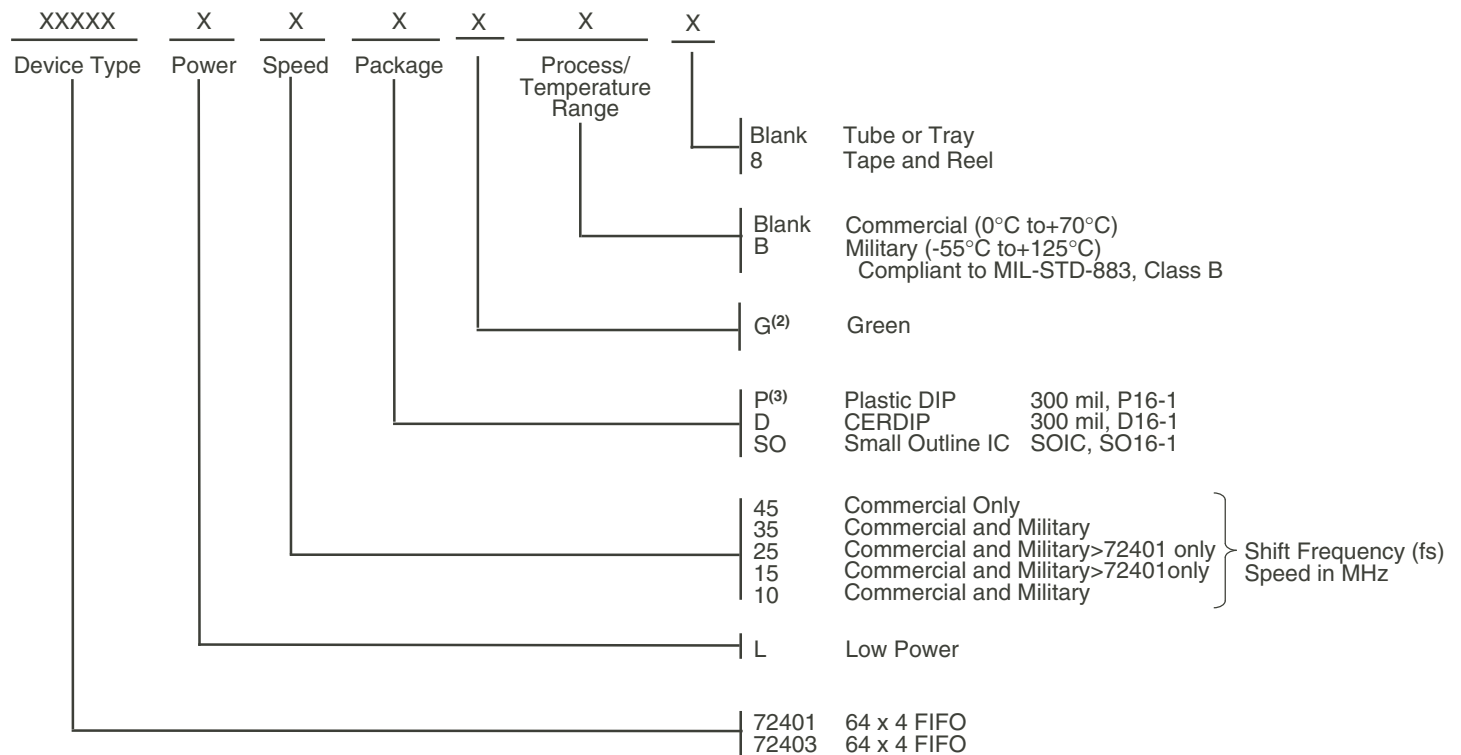 XXXXX X X X X X X
Device Type Power Speed Package Process/
Temperature
Range
Blank Tube or Tray
8 Tape and Reel
Blank Commercial (0°C to+70°C)
B Military (-55°C to+125°C)
Compliant to MIL-STD-883, Class B
G(2) Green
P(3) Plastic DIP 300 mil, P16-1
D CERDIP 300 mil, D16-1
SO Small Outline IC SOIC, SO16-1
45 Commercial Only
35 Commercial and Military
25 Commercial and Military>72401 only Shift Frequency (fs)
15 Commercial and Military>72401only Speed in MHz
10 Commercial and Military
L Low Power
72401 64 x 4 FIFO
72403 64 x 4 FIFO